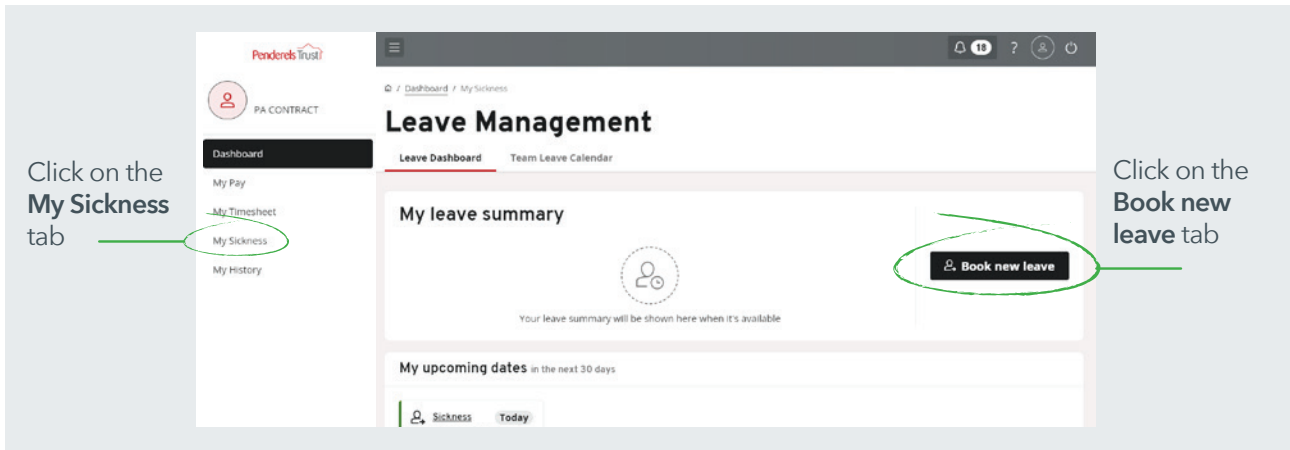 Click on the
My Sickness
tab
Penderels Trust
PA CONTRACT
Dashboard
My Pay
My Timesheet
My Sickness
My History
18
?
/ Dashboard / My Sickness
Leave Management
Leave Dashboard Team Leave Calendar
My leave summary
Book new leave
Your leave summary will be shown here when it's available
My upcoming dates in the next 30 days
Sickness Today
Click on the
Book new
leave tab